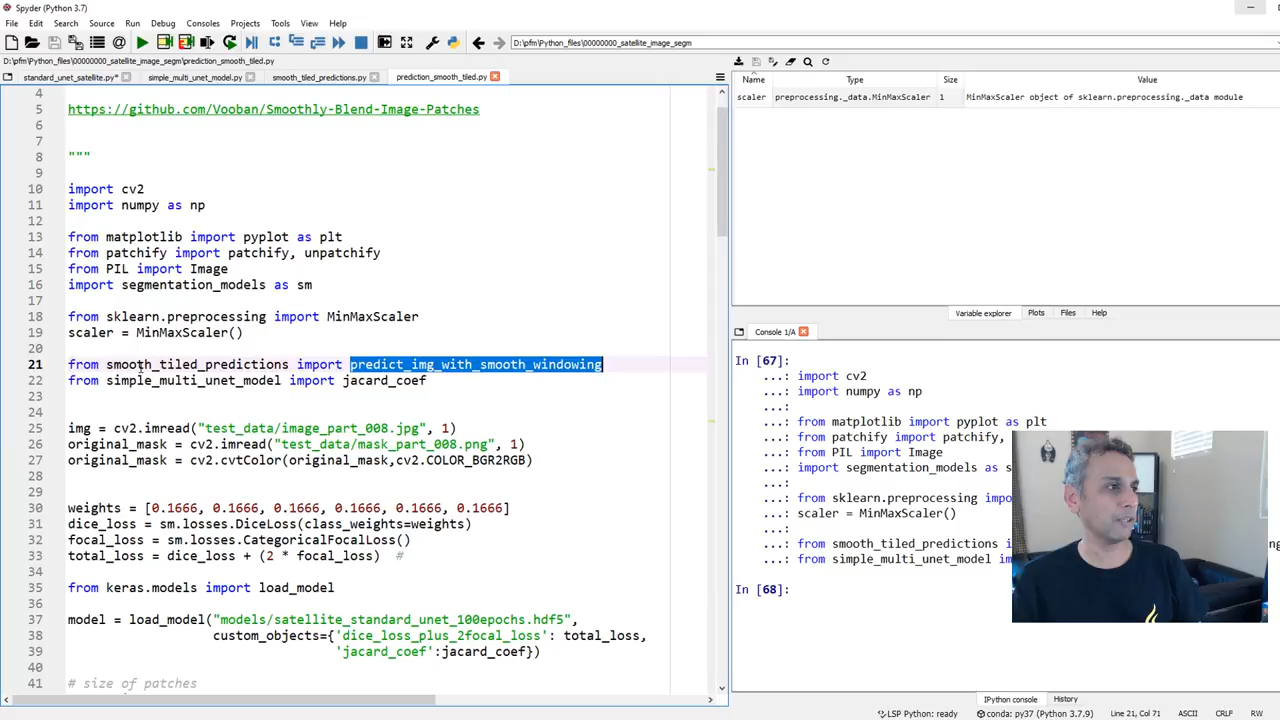 Spyder (Python 3.7)
File Edit Search Source Run Debug Consoles Projects Tools View Help
D:\pfm\Python_files\00000000_satellite_image_segm
D:\pfm\Python_files\00000000_satellite_image_segm\prediction_smooth_tiled.py
standard_unet_satellite.py* simple_multi_unet_model.py smooth_tiled_predictions.py prediction_smooth_tiled.py
4
5 https://github.com/Vooban/Smoothly-Blend-Image-Patches
6
7
8 """
9
10 import cv2
11 import numpy as np
12
13 from matplotlib import pyplot as plt
14 from patchify import patchify, unpatchify
15 from PIL import Image
16 import segmentation_models as sm
17
18 from sklearn.preprocessing import MinMaxScaler
19 scaler = MinMaxScaler()
20
21 from smooth_tiled_predictions import predict_img_with_smooth_windowing
22 from simple_multi_unet_model import jacard_coef
23
24
25 img = cv2.imread("test_data/image_part_008.jpg", 1)
26 original_mask = cv2.imread("test_data/mask_part_008.png", 1)
27 original_mask = cv2.cvtColor(original_mask,cv2.COLOR_BGR2RGB)
28
29
30 weights = [0.1666, 0.1666, 0.1666, 0.1666, 0.1666, 0.1666]
31 dice_loss = sm.losses.DiceLoss(class_weights=weights)
32 focal_loss = sm.losses.CategoricalFocalLoss()
33 total_loss = dice_loss + (2 * focal_loss) #
34
35 from keras.models import load_model
36
37 model = load_model("models/satellite_standard_unet_100epochs.hdf5",
38 custom_objects={'dice_loss_plus_2focal_loss': total_loss,
39 'jacard_coef':jacard_coef})
40
41 # size of patches
Name Type Size Value
scaler preprocessing._data.MinMaxScaler 1 MinMaxScaler object of sklearn.preprocessing._data module
Variable explorer Plots Files Help
Console 1/A
In [67]:
...: import cv2
...: import numpy as np
...:
...: from matplotlib import pyplot as plt
...: from patchify import patchify,
...: from PIL import Image
...: import segmentation_models as s
...:
...: from sklearn.preprocessing impo
...: scaler = MinMaxScaler()
...:
...: from smooth_tiled_predictions i ng
...: from simple_multi_unet_model im
In [68]:
IPython console History
LSP Python: ready conda: py37 (Python 3.7.9) Line 21, Col 71 ASCII CRLF RW